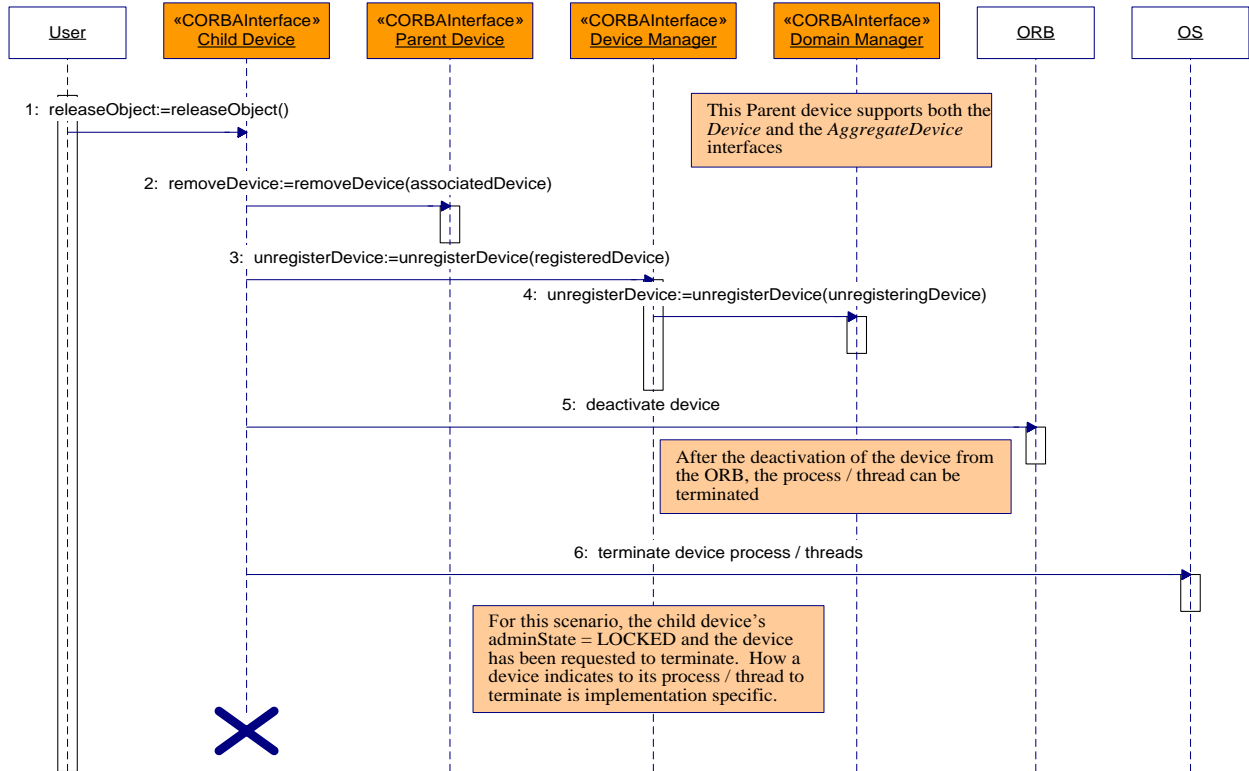 User
«CORBAInterface»
Child Device
«CORBAInterface»
Parent Device
«CORBAInterface»
Device Manager
«CORBAInterface»
Domain Manager
ORB
OS
1: releaseObject:=releaseObject()
This Parent device supports both the
Device and the AggregateDevice
interfaces
2: removeDevice:=removeDevice(associatedDevice)
3: unregisterDevice:=unregisterDevice(registeredDevice)
4: unregisterDevice:=unregisterDevice(unregisteringDevice)
5: deactivate device
After the deactivation of the device from
the ORB, the process / thread can be
terminated
6: terminate device process / threads
For this scenario, the child device’s
adminState = LOCKED and the device
has been requested to terminate. How a
device indicates to its process / thread to
terminate is implementation specific.